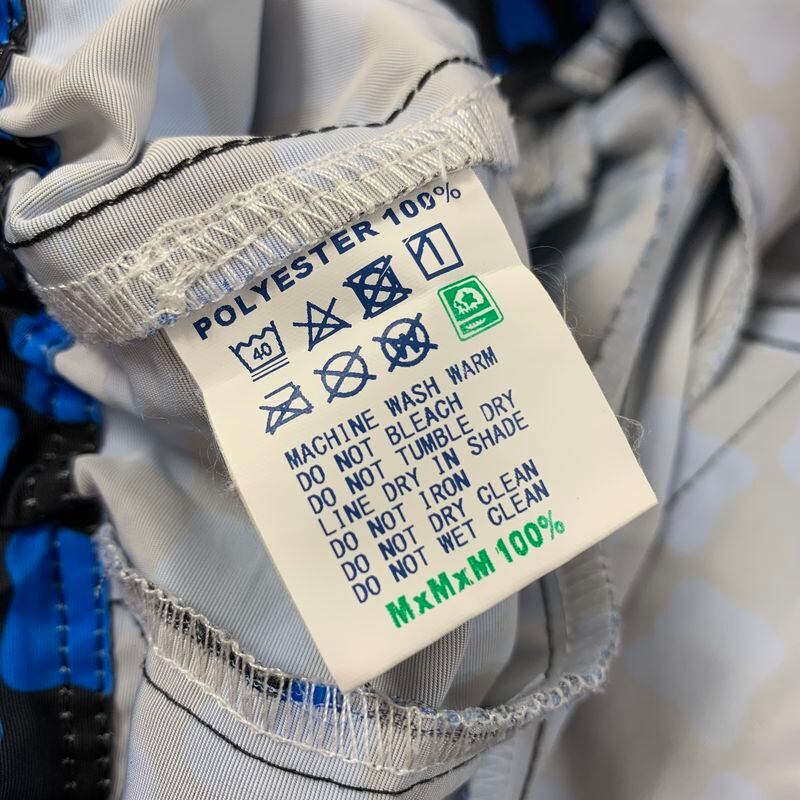 POLYESTER 100%
40
MACHINE WASH WARM
DO NOT BLEACH
DO NOT TUMBLE DRY
LINE DRY IN SHADE
DO NOT IRON
DO NOT DRY CLEAN
DO NOT WET CLEAN
MxMxM 100%